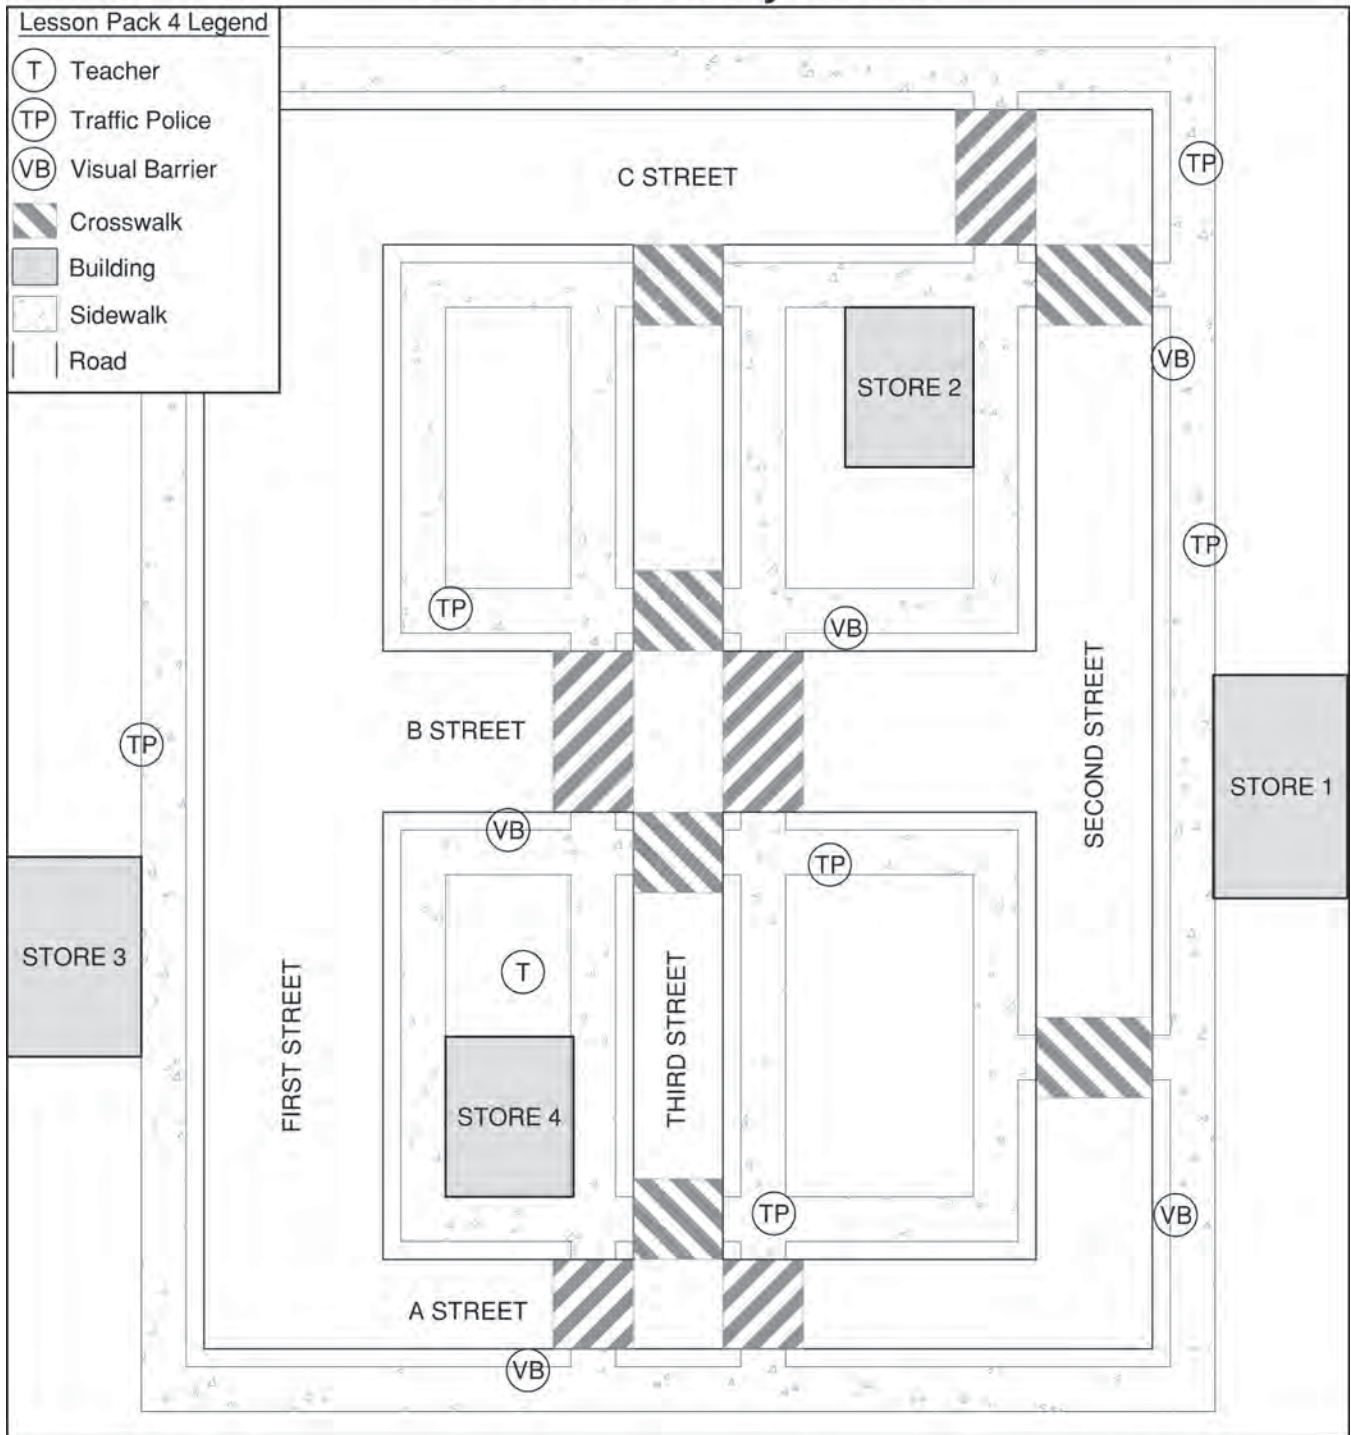 Lesson Pack 4 Legend
T Teacher
TP Traffic Police
VB Visual Barrier
Crosswalk
Building
Sidewalk
Road
C STREET
TP
VB
STORE 2
TP
TP
VB
SECOND STREET
B STREET
TP
STORE 1
VB
TP
STORE 3
T
FIRST STREET
THIRD STREET
STORE 4
TP
VB
A STREET
VB